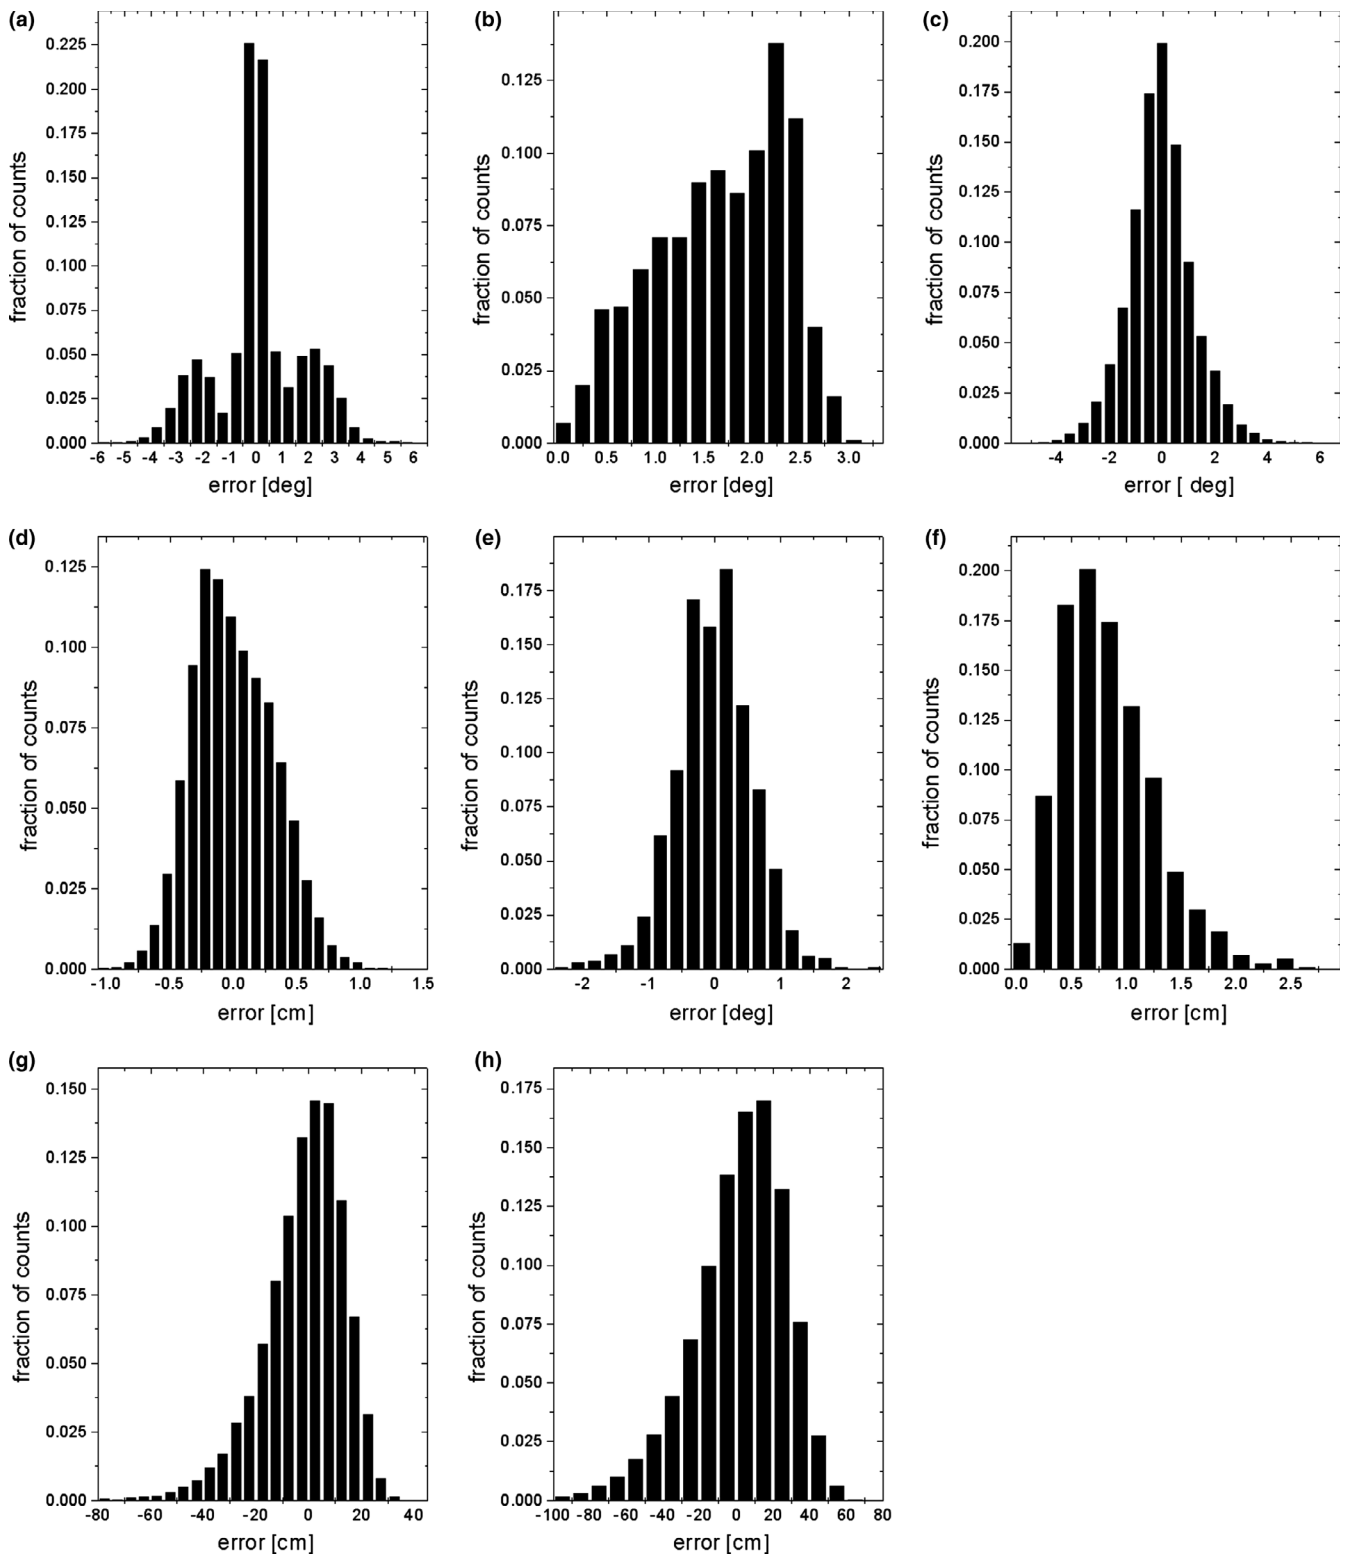 (a)
fraction of counts
0.225
0.200
0.175
0.150
0.125
0.100
0.075
0.050
0.025
0.000
-6 -5 -4 -3 -2 -1 0 1 2 3 4 5 6
error [deg]
(b)
fraction of counts
0.125
0.100
0.075
0.050
0.025
0.000
0.0 0.5 1.0 1.5 2.0 2.5 3.0
error [deg]
(c)
fraction of counts
0.200
0.175
0.150
0.125
0.100
0.075
0.050
0.025
0.000
-4 -2 0 2 4 6
error [ deg]
(d)
fraction of counts
0.125
0.100
0.075
0.050
0.025
0.000
-1.0 -0.5 0.0 0.5 1.0 1.5
error [cm]
(e)
fraction of counts
0.175
0.150
0.125
0.100
0.075
0.050
0.025
0.000
-2 -1 0 1 2
error [deg]
(f)
fraction of counts
0.200
0.175
0.150
0.125
0.100
0.075
0.050
0.025
0.000
0.0 0.5 1.0 1.5 2.0 2.5
error [cm]
(g)
fraction of counts
0.150
0.125
0.100
0.075
0.050
0.025
0.000
-80 -60 -40 -20 0 20 40
error [cm]
(h)
fraction of counts
0.175
0.150
0.125
0.100
0.075
0.050
0.025
0.000
-100 -80 -60 -40 -20 0 20 40 60 80
error [cm]